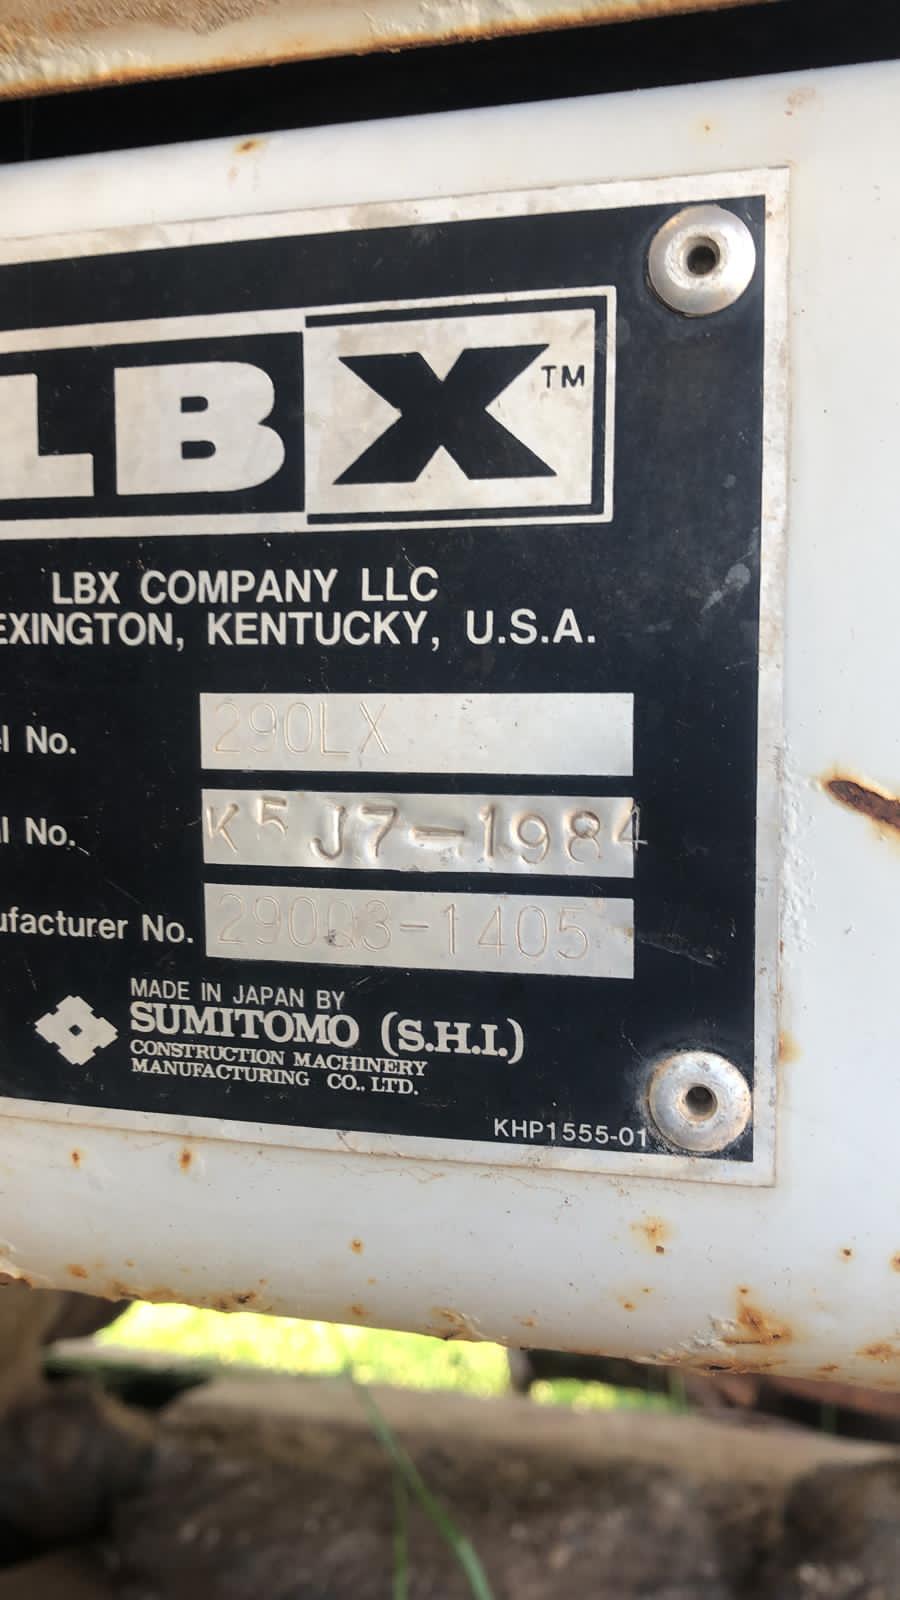 LBX™
LBX COMPANY LLC
EXINGTON, KENTUCKY, U.S.A.
l No. 290LX
l No. K5J7-1984
ufacturer No. 290Q3-1405
MADE IN JAPAN BY
SUMITOMO (S.H.I.)
CONSTRUCTION MACHINERY
MANUFACTURING CO., LTD.
KHP1555-01